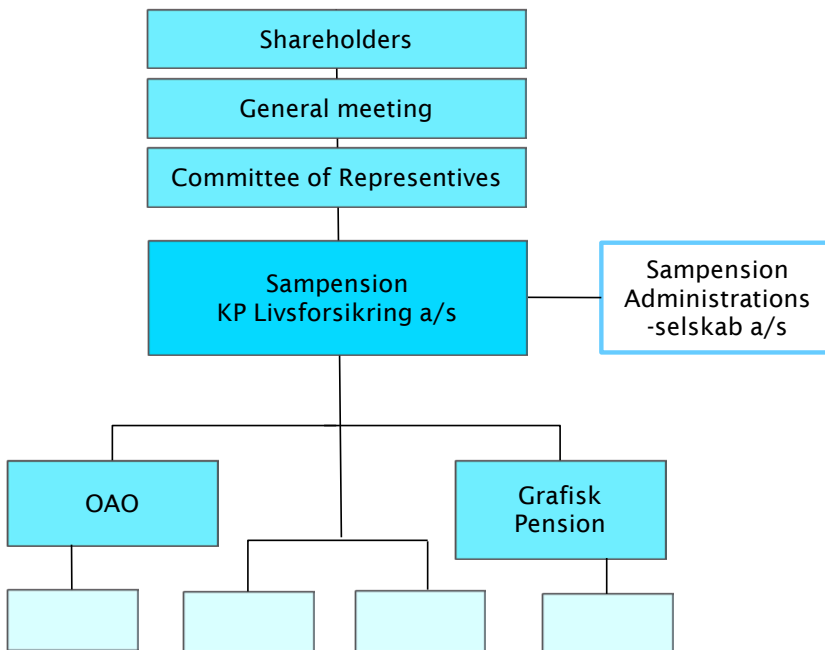 Shareholders
General meeting
Committee of Representives
Sampension
KP Livsforsikring a/s
Sampension
Administrations
-selskab a/s
OAO
Grafisk
Pension